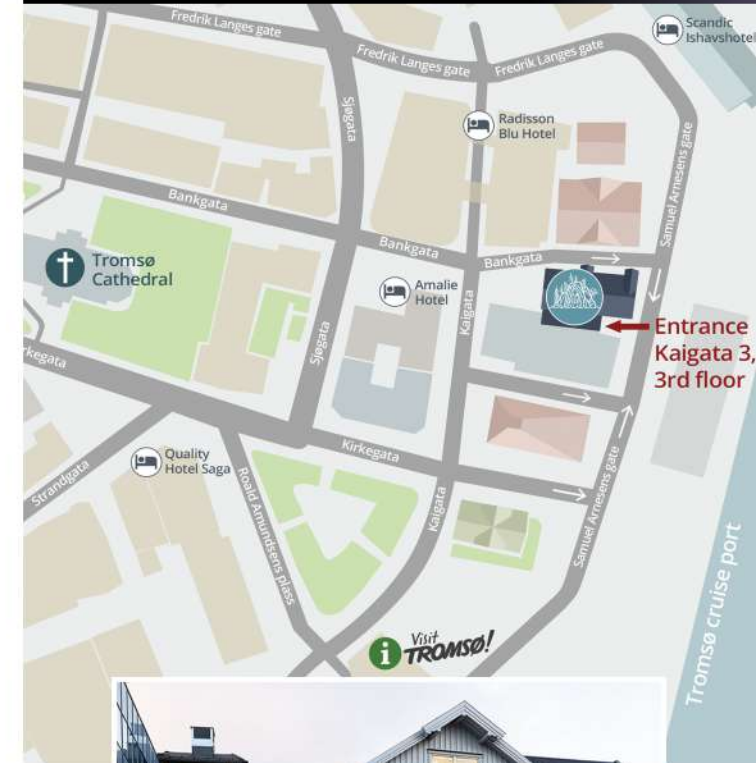 Fredrik Langes gate
Fredrik Langes gate
Fredrik Langes gate
Scandic
Ishavshotel
Sjøgata
Radisson
Blu Hotel
Samuel Arnesens gate
Bankgata
Bankgata
Bankgata
Tromsø
Cathedral
Amalie
Hotel
Kaigata
Entrance
Kaigata 3,
3rd floor
Sjøgata
rkegata
Kirkegata
Quality
Hotel Saga
Strandgata
Roald Amundsens plass
Kaigata
Samuel Arnesens gate
Tromsø cruise port
i
Visit
TROMSØ!